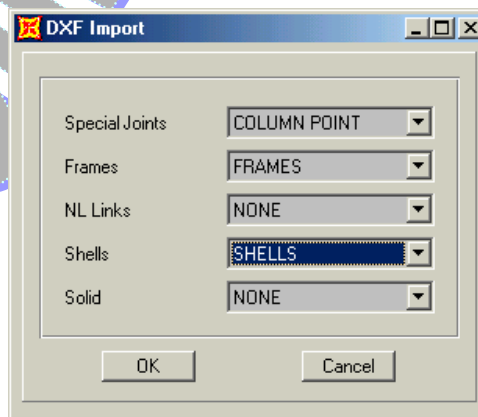 DXF Import
Special Joints COLUMN POINT
Frames FRAMES
NL Links NONE
Shells SHELLS
Solid NONE
OK Cancel